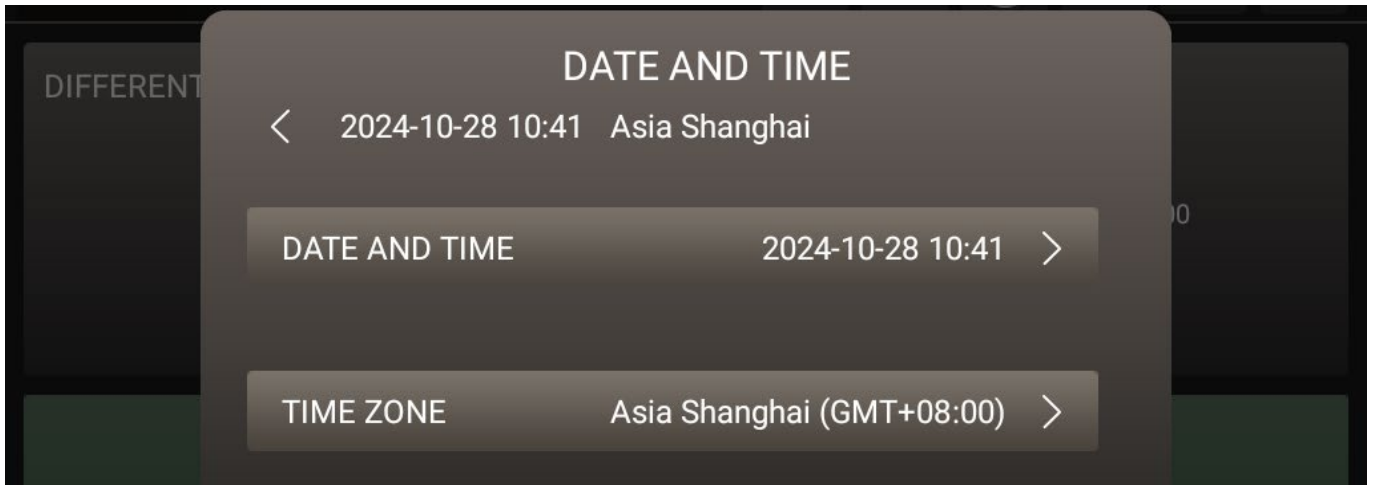 DATE AND TIME
DIFFERENT
2024-10-28 10:41 Asia Shanghai
DATE AND TIME 2024-10-28 10:41
TIME ZONE Asia Shanghai (GMT+08:00)